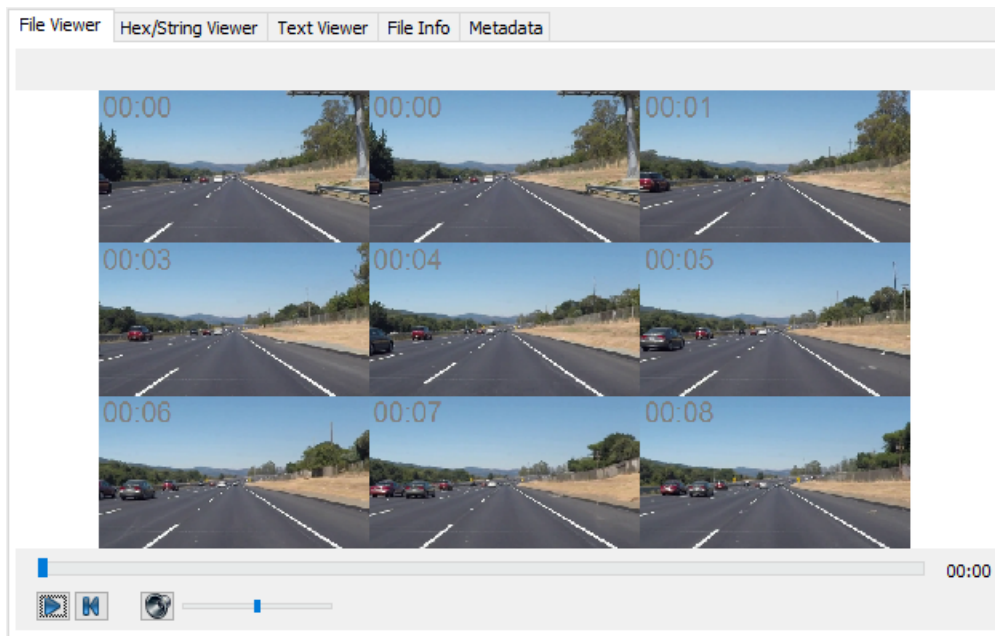 File Viewer Hex/String Viewer Text Viewer File Info Metadata
00:00 00:00 00:01
00:03 00:04 00:05
00:06 00:07 00:08
00:00